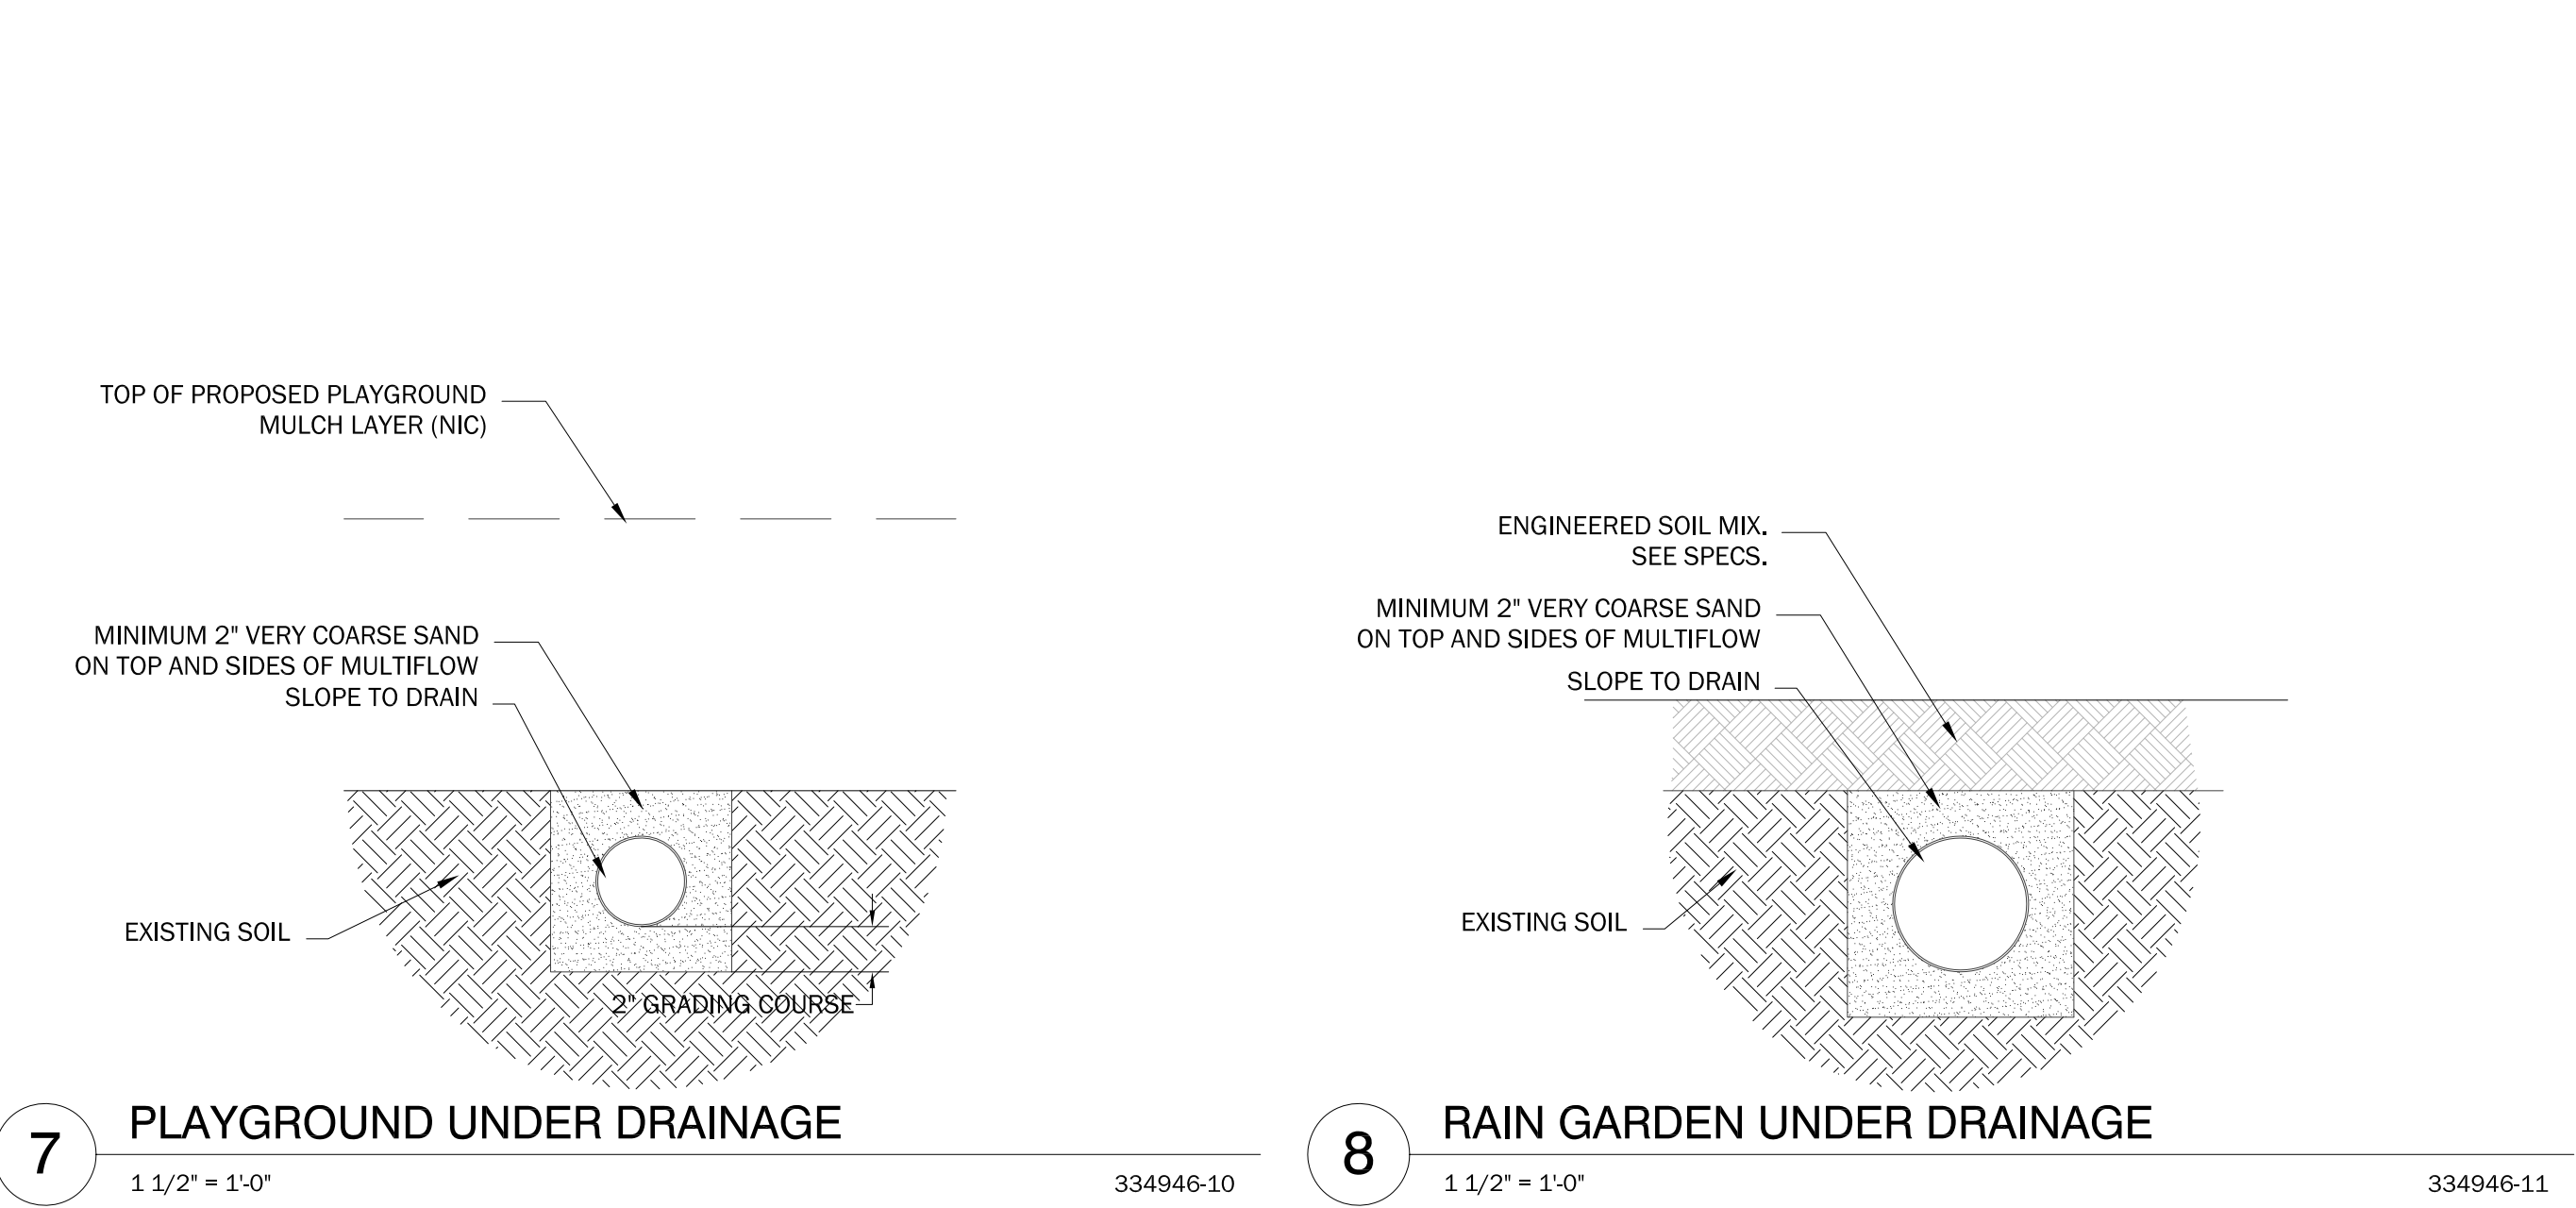 TOP OF PROPOSED PLAYGROUND
MULCH LAYER (NIC)
MINIMUM 2" VERY COARSE SAND
ON TOP AND SIDES OF MULTIFLOW
SLOPE TO DRAIN
EXISTING SOIL
2" GRADING COURSE
7
PLAYGROUND UNDER DRAINAGE
1 1/2" = 1'-0"
334946-10
ENGINEERED SOIL MIX.
SEE SPECS.
MINIMUM 2" VERY COARSE SAND
ON TOP AND SIDES OF MULTIFLOW
SLOPE TO DRAIN
EXISTING SOIL
8
RAIN GARDEN UNDER DRAINAGE
1 1/2" = 1'-0"
334946-11